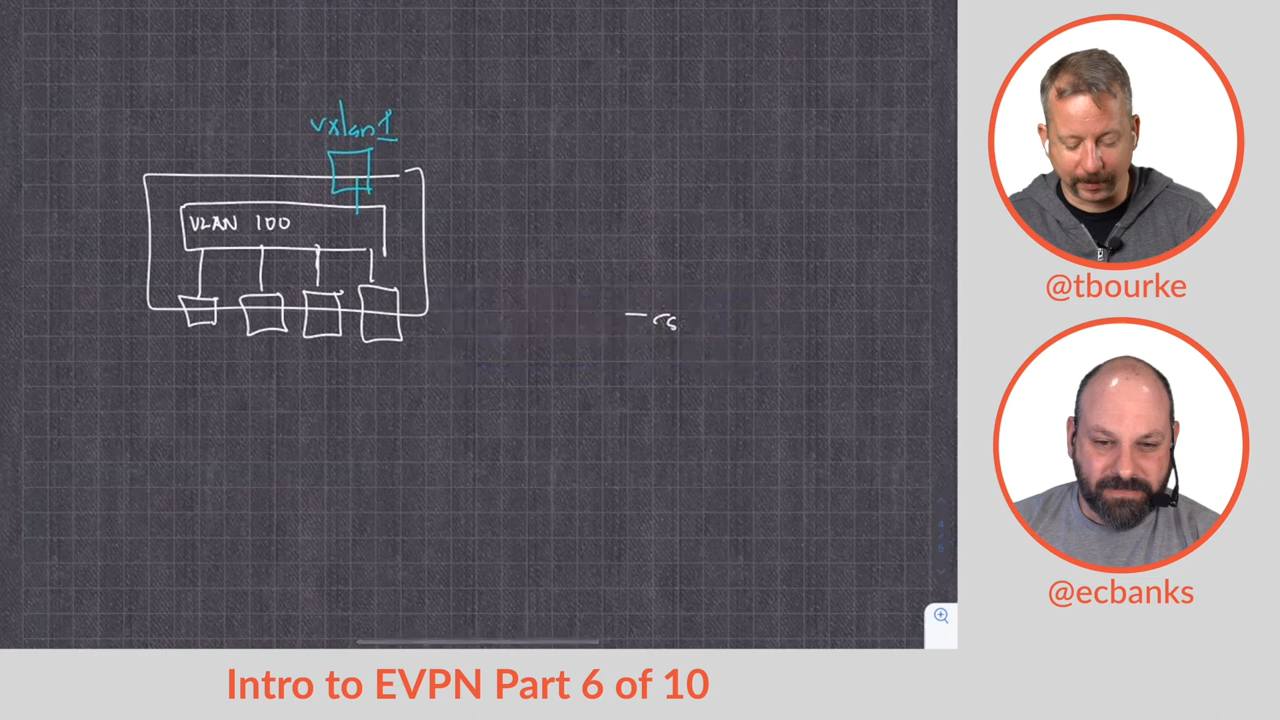 vxlan1
VLAN 100
@tbourke
@ecbanks
Intro to EVPN Part 6 of 10